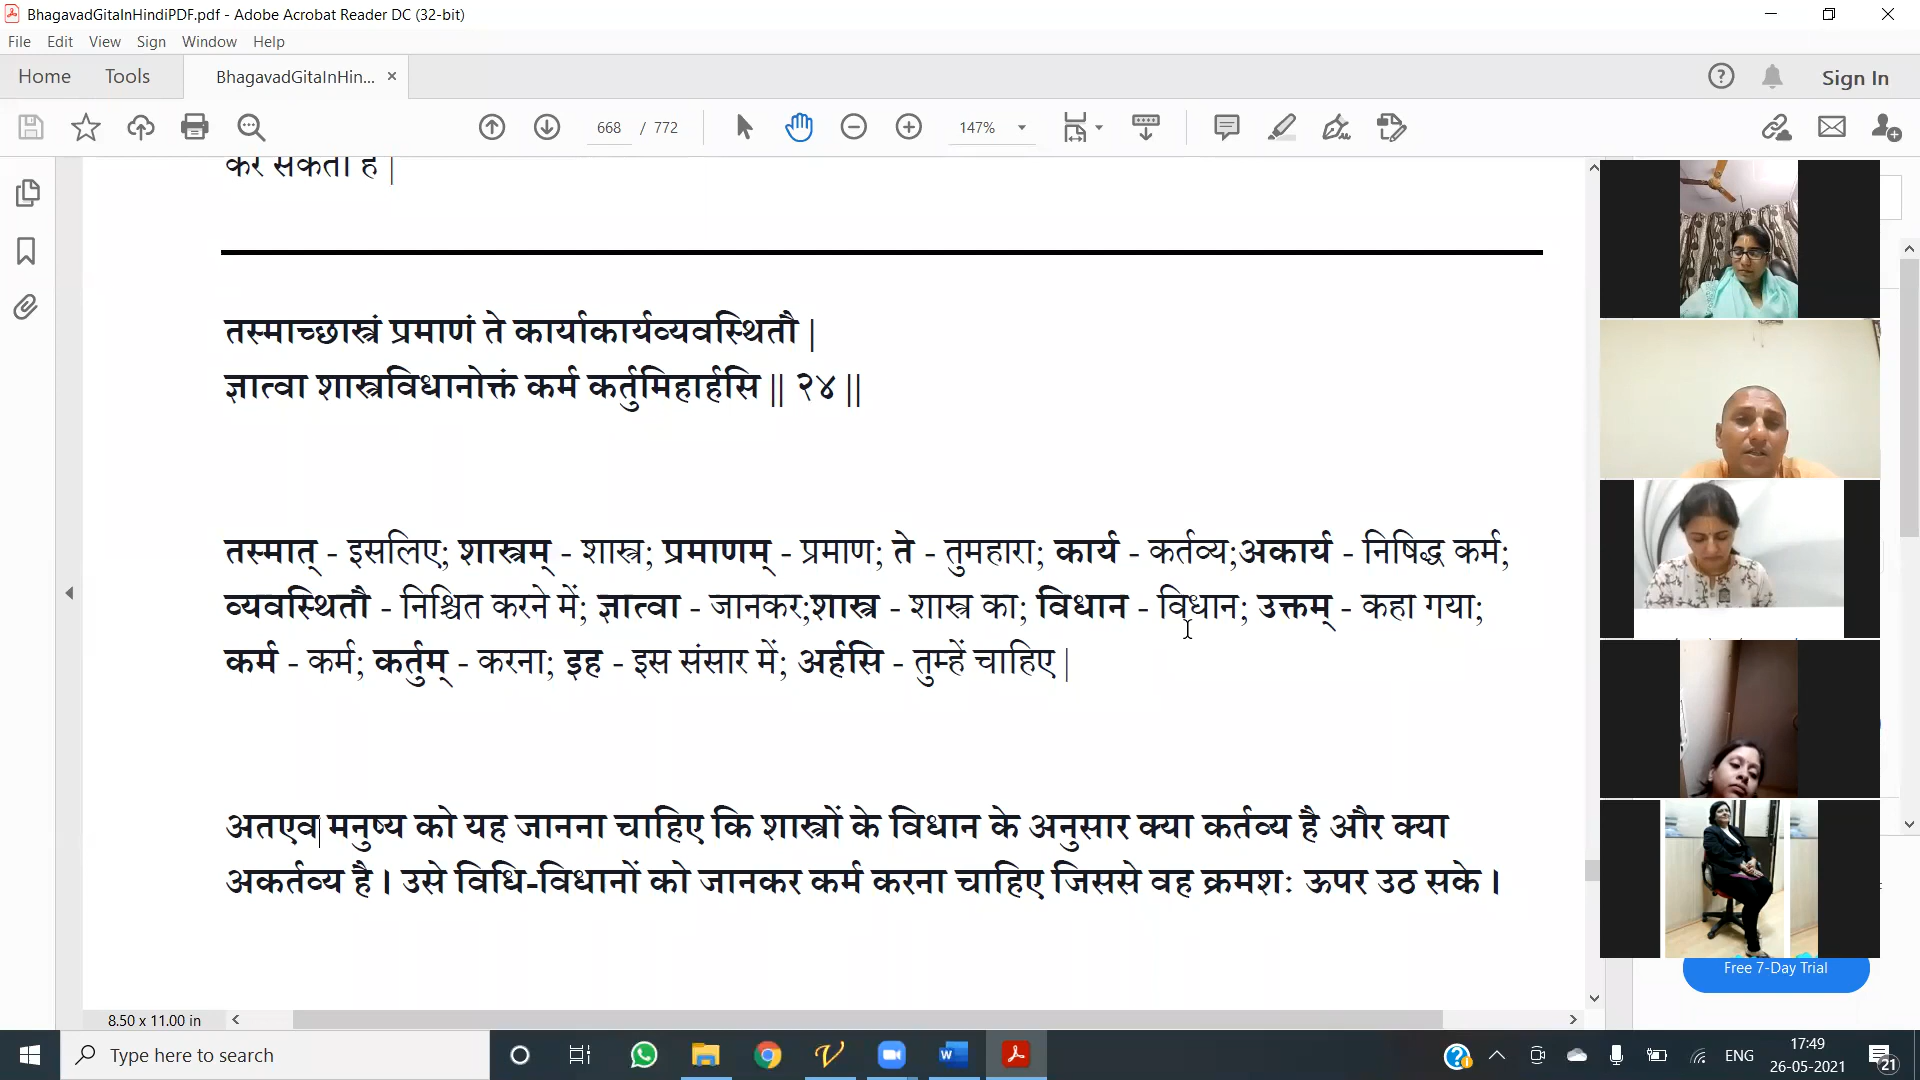 BhagavadGitaInHindiPDF.pdf - Adobe Acrobat Reader DC (32-bit)
File Edit View Sign Window Help
Home Tools BhagavadGitaInHin... × Sign In
668 / 772 147%
कर सकता है |
तस्माच्छास्त्रं प्रमाणं ते कार्याकार्यव्यवस्थितौ |
ज्ञात्वा शास्त्रविधानोक्तं कर्म कर्तुमिहार्हसि || २४ ||
तस्मात् - इसलिए; शास्त्रम् - शास्त्र; प्रमाणम् - प्रमाण; ते - तुमहारा; कार्य - कर्तव्य;अकार्य - निषिद्ध कर्म;
व्यवस्थितौ - निश्चित करने में; ज्ञात्वा - जानकर;शास्त्र - शास्त्र का; विधान - विधान; उक्तम् - कहा गया;
कर्म - कर्म; कर्तुम् - करना; इह - इस संसार में; अर्हसि - तुम्हें चाहिए |
अतएव मनुष्य को यह जानना चाहिए कि शास्त्रों के विधान के अनुसार क्या कर्तव्य है और क्या
अकर्तव्य है । उसे विधि-विधानों को जानकर कर्म करना चाहिए जिससे वह क्रमशः ऊपर उठ सके ।
Free 7-Day Trial
8.50 x 11.00 in
Type here to search
ENG
17:49
26-05-2021
21